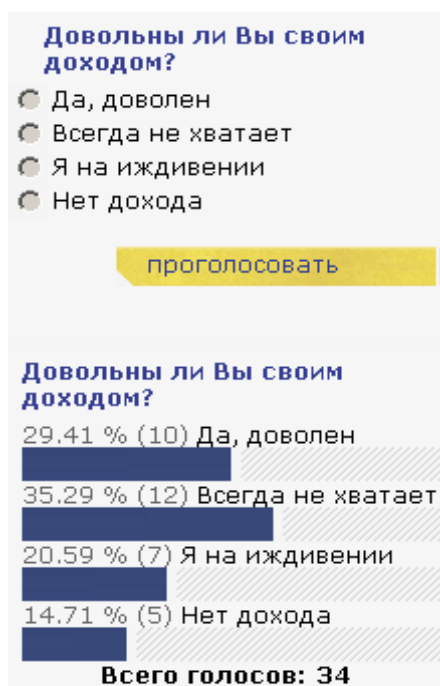 Довольны ли Вы своим
доходом?
Да, доволен
Всегда не хватает
Я на иждивении
Нет дохода
проголосовать
Довольны ли Вы своим
доходом?
29.41 % (10) Да, доволен
35.29 % (12) Всегда не хватает
20.59 % (7) Я на иждивении
14.71 % (5) Нет дохода
Всего голосов: 34